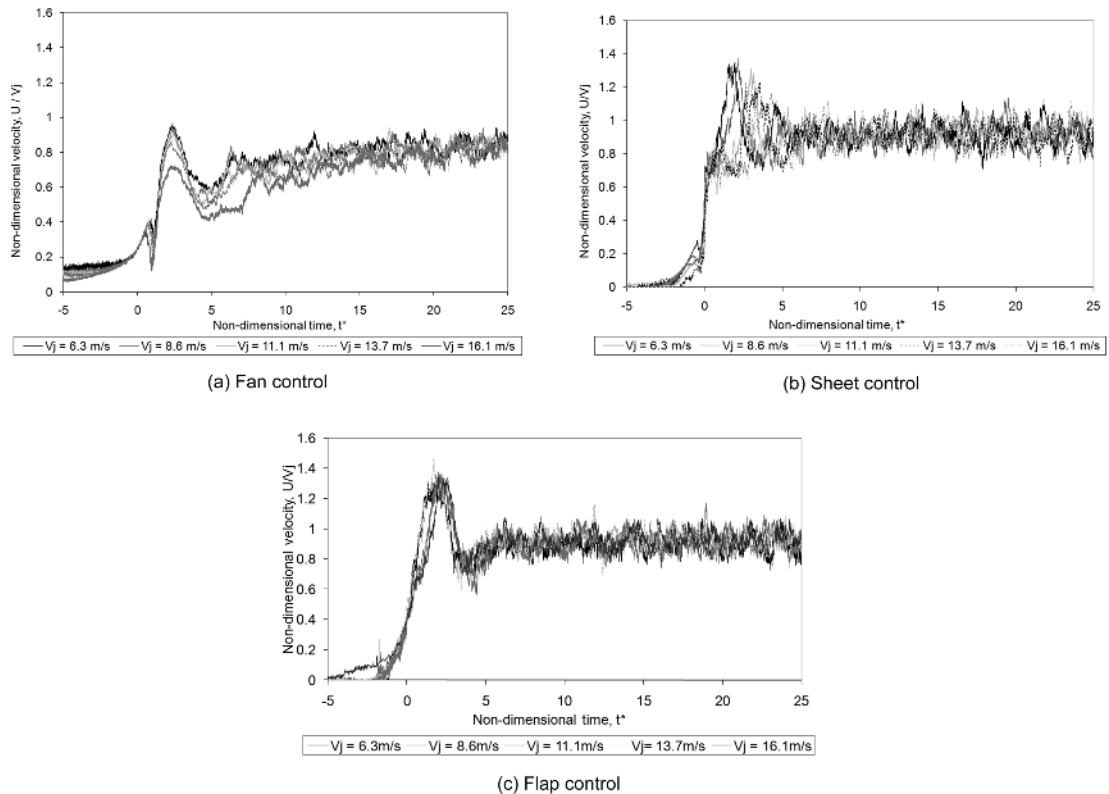 1.6
1.4
1.2
1
0.8
0.6
0.4
0.2
0
Non-dimensional velocity, U / Vj
-5 0 5 10 15 20 25
Non-dimensional time, t*
Vj = 6.3 m/s Vj = 8.6 m/s Vj = 11.1 m/s Vj = 13.7 m/s Vj = 16.1 m/s
(a) Fan control
1.6
1.4
1.2
1
0.8
0.6
0.4
0.2
0
Non-dimensional velocity, U/Vj
-5 0 5 10 15 20 25
Non-dimensional time, t*
Vj = 6.3 m/s Vj = 8.6 m/s Vj = 11.1 m/s Vj = 13.7 m/s Vj = 16.1 m/s
(b) Sheet control
1.6
1.4
1.2
1
0.8
0.6
0.4
0.2
0
Non-dimensional velocity, U/Vj
-5 0 5 10 15 20 25
Non-dimensional time, t*
Vj = 6.3m/s Vj = 8.6m/s Vj = 11.1m/s Vj= 13.7m/s Vj = 16.1m/s
(c) Flap control